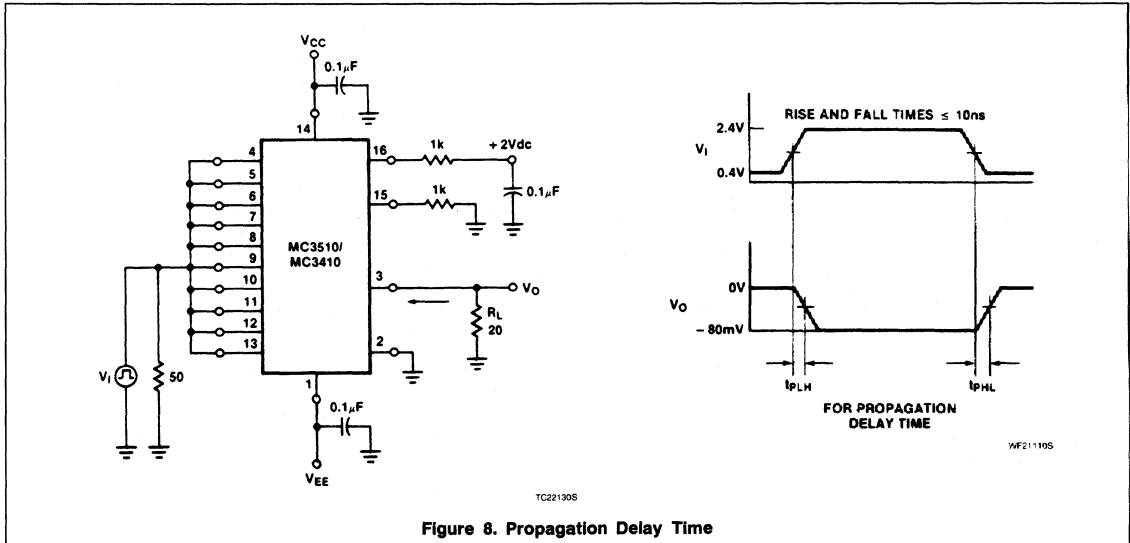 VCC
0.1μF
14
4
5
6
7
8
9
10
11
12
13
16
1k
+ 2Vdc
0.1μF
15
1k
MC3510/
MC3410
3
VO
RL
20
2
VI
50
1
0.1μF
VEE
TC22130S
RISE AND FALL TIMES ≤ 10ns
2.4V
VI
0.4V
0V
VO
– 80mV
tPLH
tPHL
FOR PROPAGATION
DELAY TIME
WF21110S
Figure 8. Propagation Delay Time